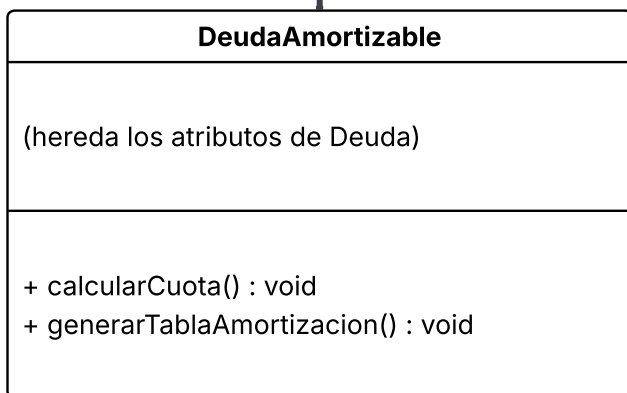 DeudaAmortizable
(hereda los atributos de Deuda)
+ calcularCuota() : void
+ generarTablaAmortizacion() : void